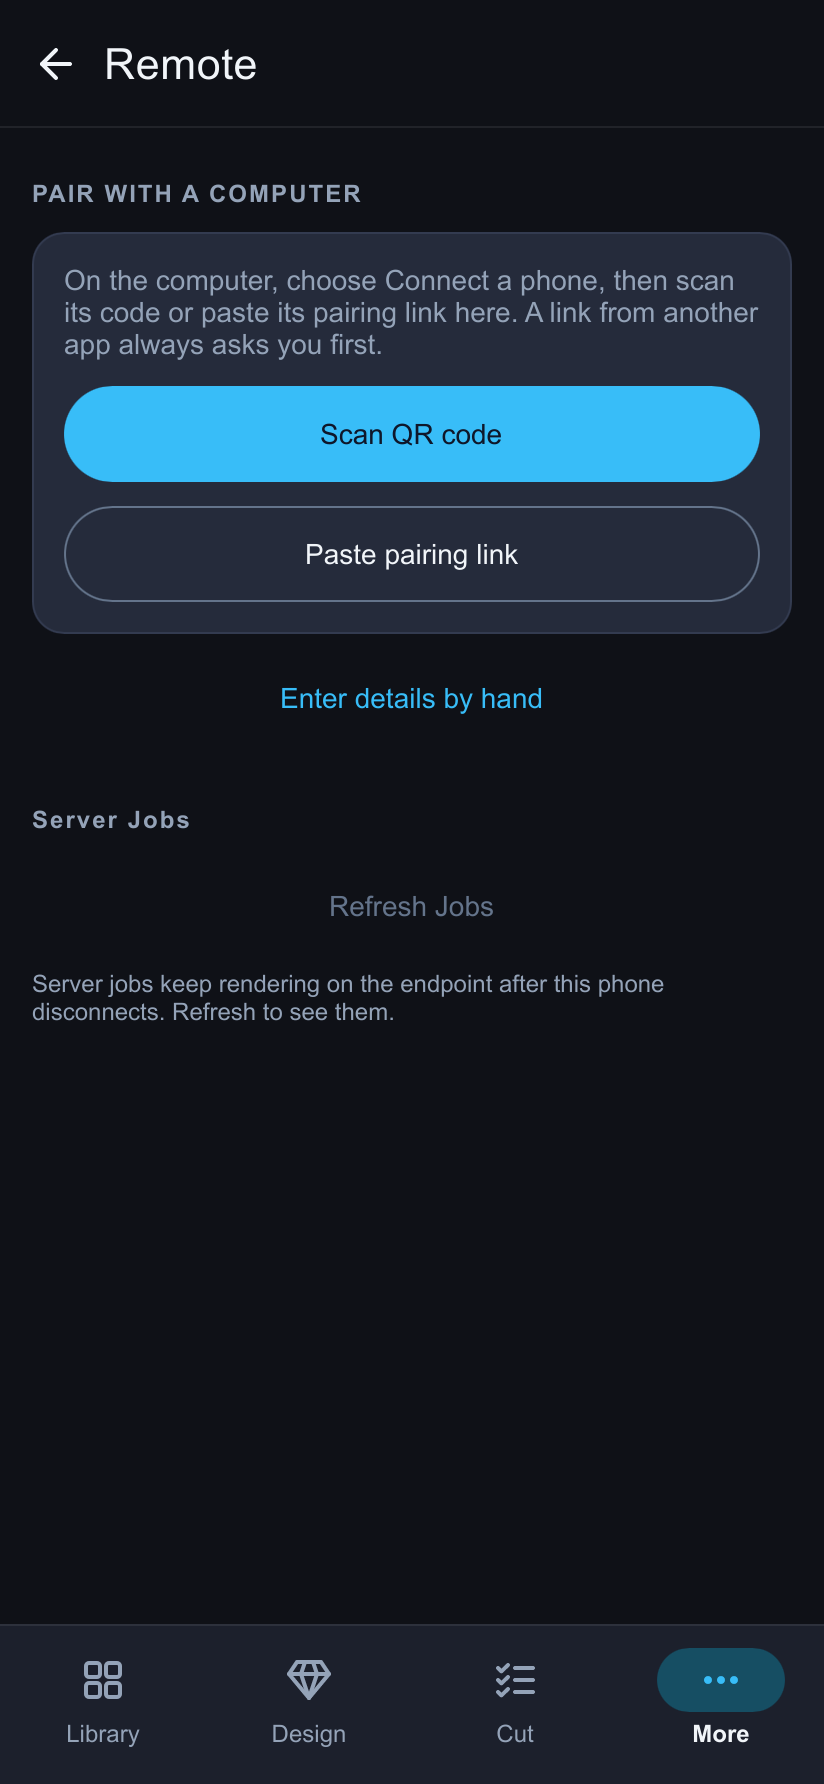 Remote
PAIR WITH A COMPUTER
On the computer, choose Connect a phone, then scan
its code or paste its pairing link here. A link from another
app always asks you first.
Scan QR code
Paste pairing link
Enter details by hand
Server Jobs
Refresh Jobs
Server jobs keep rendering on the endpoint after this phone
disconnects. Refresh to see them.
Library
Design
Cut
More